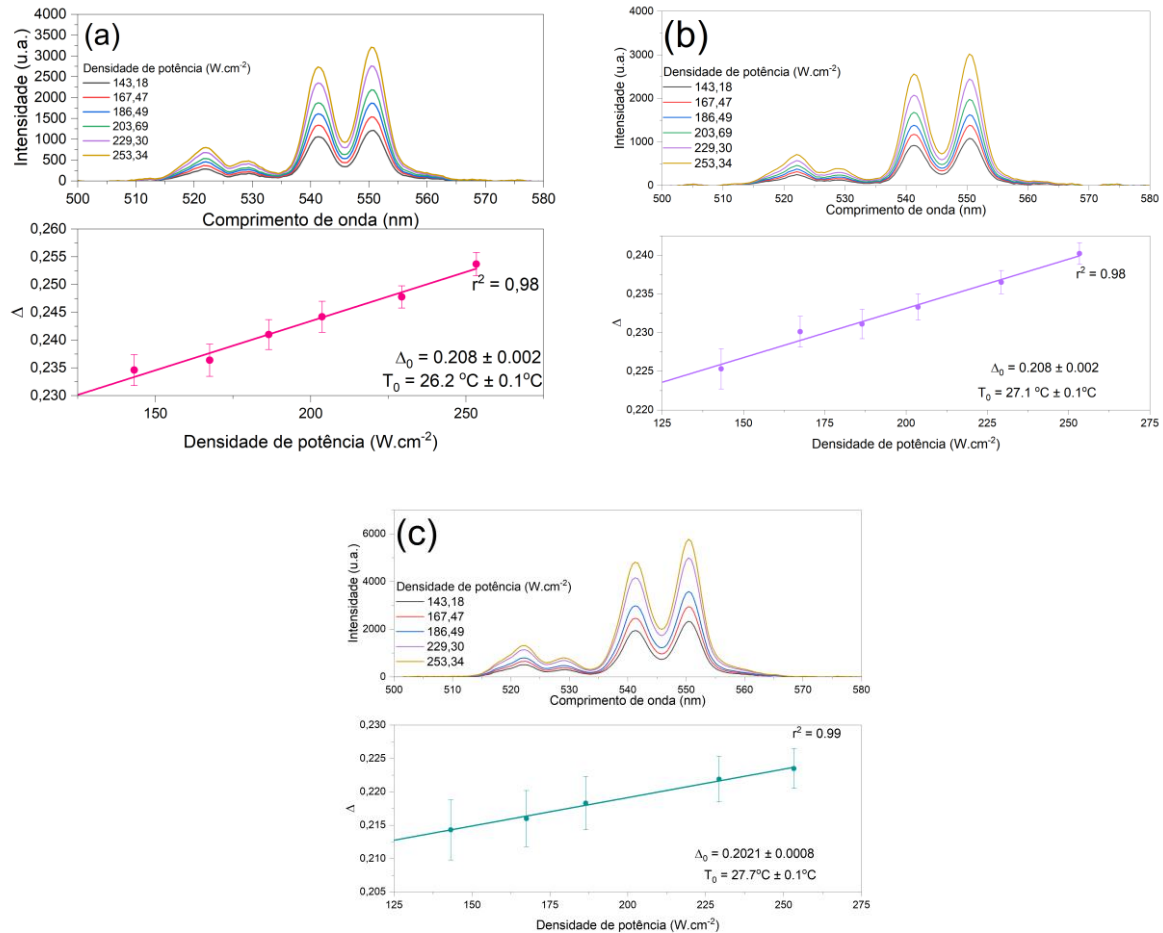 (a)
Densidade de potência (W.cm⁻²)
143,18
167,47
186,49
203,69
229,30
253,34
Intensidade (u.a.)
4000
3500
3000
2500
2000
1500
1000
500
0
500 510 520 530 540 550 560 570 580
Comprimento de onda (nm)
0,260
0,255
0,250
0,245
0,240
0,235
0,230
Δ
r² = 0,98
Δ₀ = 0.208 ± 0.002
T₀ = 26.2 °C ± 0.1°C
150 200 250
Densidade de potência (W.cm⁻²)
(b)
Densidade de potência (W.cm⁻²)
143,18
167,47
186,49
203,69
229,30
253,34
Intensidade (u.a.)
4000
3000
2000
1000
0
500 510 520 530 540 550 560 570 580
Comprimento de onda (nm)
0,240
0,230
0,225
0,220
Δ
r² = 0.98
Δ₀ = 0.208 ± 0.002
T₀ = 27.1 °C ± 0.1°C
125 150 175 200 225 250 275
Densidade de potência (W.cm⁻²)
(c)
Densidade de potência (W.cm⁻²)
143,18
167,47
186,49
229,30
253,34
Intensidade (u.a.)
6000
4000
2000
0
500 510 520 530 540 550 560 570 580
Comprimento de onda (nm)
0,230
0,225
0,220
0,215
0,210
0,205
Δ
r² = 0.99
Δ₀ = 0.2021 ± 0.0008
T₀ = 27.7°C ± 0.1°C
125 150 175 200 225 250 275
Densidade de potência (W.cm⁻²)